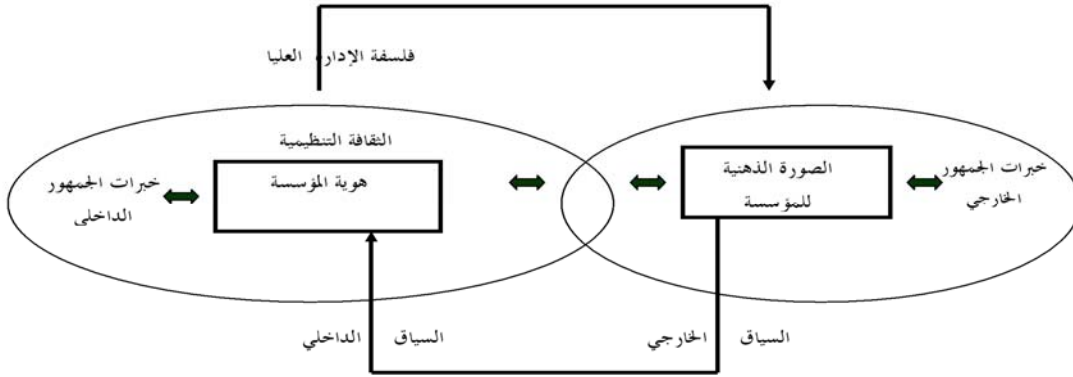 فلسفة الإدارة العليا
الثقافة التنظيمية
هوية المؤسسة
خبرات الجمهور
الداخلي
الصورة الذهنية
للمؤسسة
خبرات الجمهور
الخارجي
السياق الخارجي
السياق الداخلي